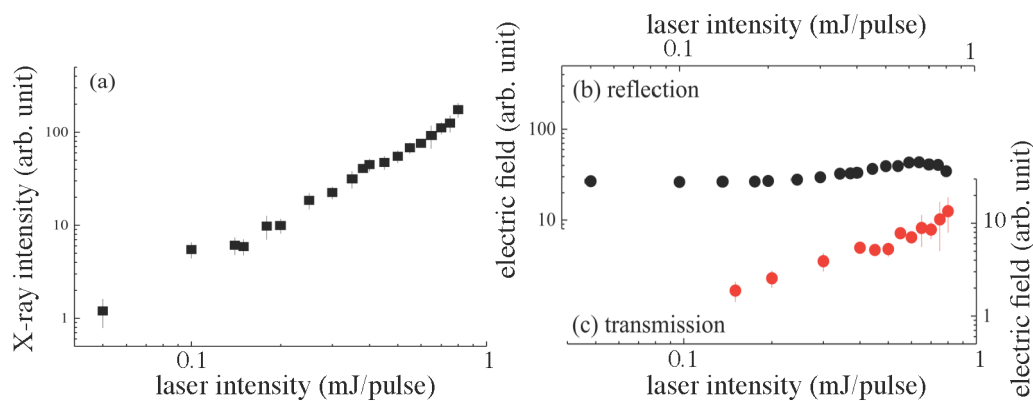 (a)
X-ray intensity (arb. unit)
100
10
1
0.1
1
laser intensity (mJ/pulse)
laser intensity (mJ/pulse)
0.1
1
(b) reflection
electric field (arb. unit)
100
10
(c) transmission
electric field (arb. unit)
10
1
0.1
1
laser intensity (mJ/pulse)